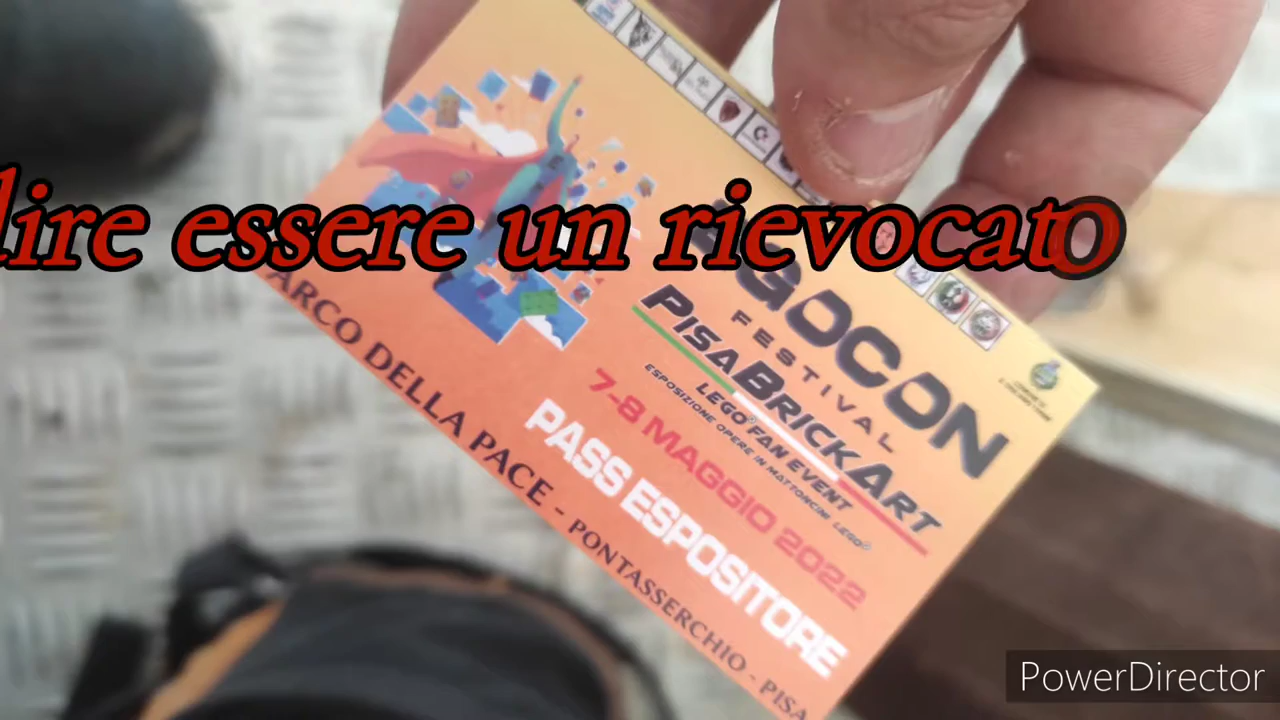 dire essere un rievocato
GOCON
FESTIVAL
PISABRICKART
LEGO® FAN EVENT
ESPOSIZIONE OPERE IN MATTONCINI LEGO®
7-8 MAGGIO 2022
PASS ESPOSITORE
ARCO DELLA PACE - PONTASSERCHIO - PISA
PowerDirector